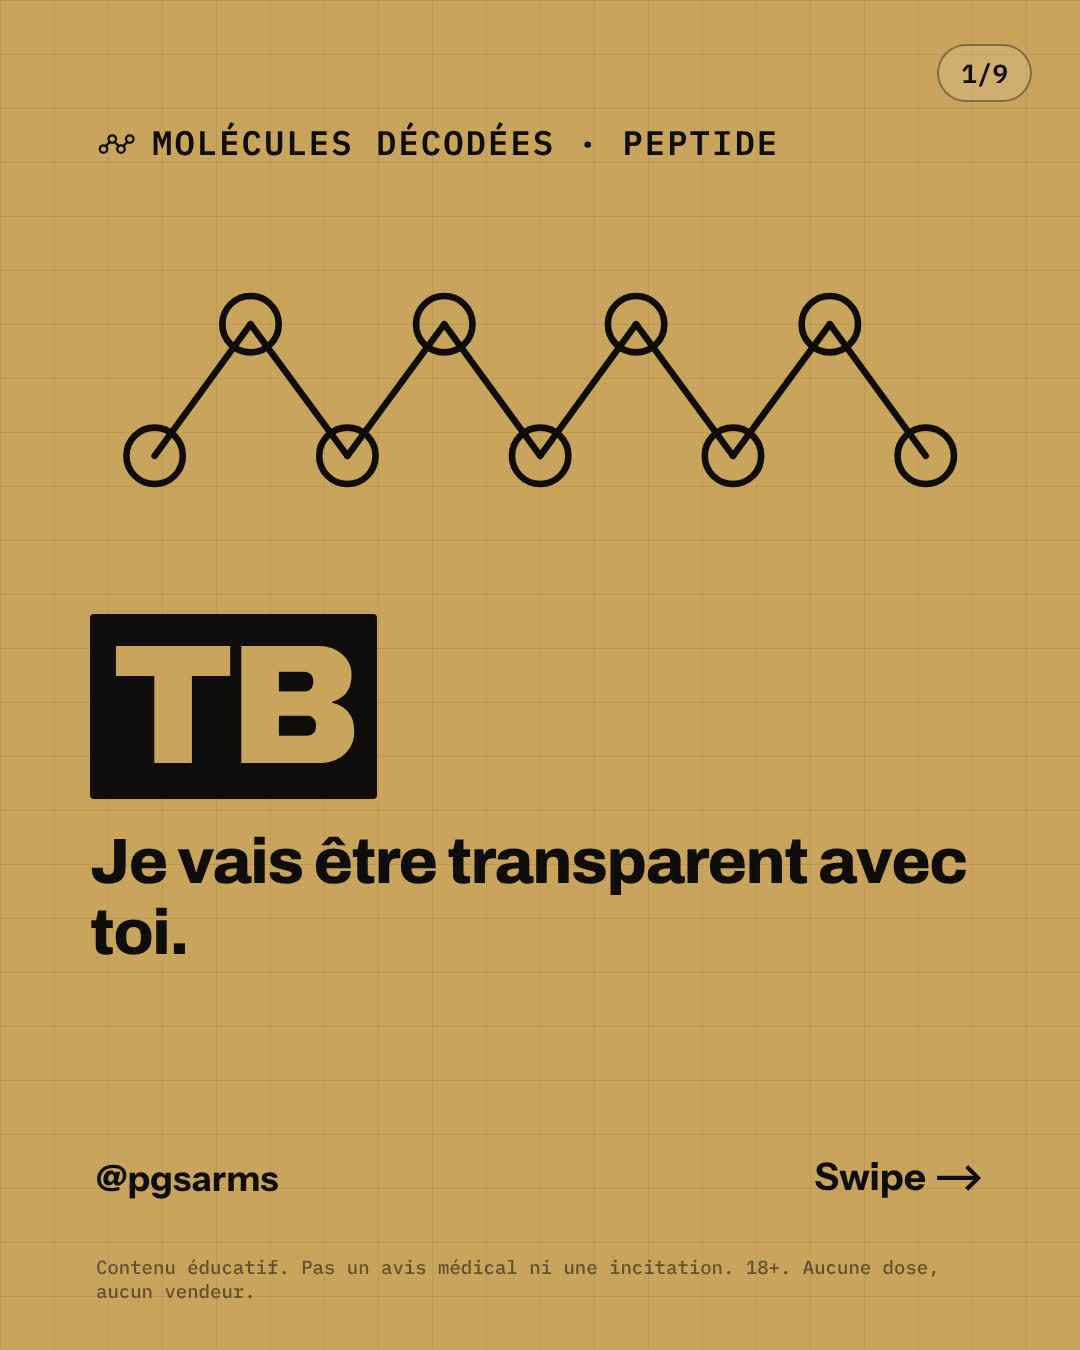 1/9
MOLÉCULES DÉCODÉES · PEPTIDE
TB
Je vais être transparent avec
toi.
@pgsarms
Swipe →
Contenu éducatif. Pas un avis médical ni une incitation. 18+. Aucune dose,
aucun vendeur.